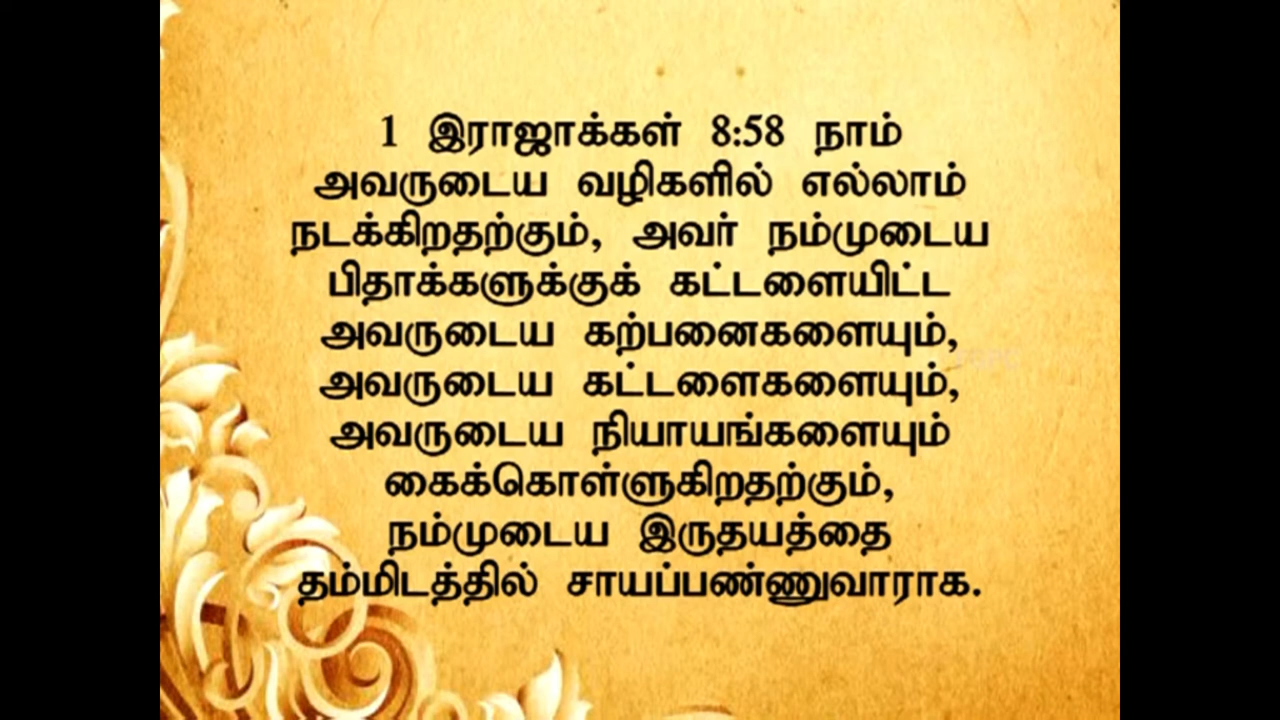 1 இராஜாக்கள் 8:58 நாம்
அவருடைய வழிகளில் எல்லாம்
நடக்கிறதற்கும், அவர் நம்முடைய
பிதாக்களுக்குக் கட்டளையிட்ட
அவருடைய கற்பனைகளையும்,
அவருடைய கட்டளைகளையும்,
அவருடைய நியாயங்களையும்
கைக்கொள்ளுகிறதற்கும்,
நம்முடைய இருதயத்தை
தம்மிடத்தில் சாயப்பண்ணுவாராக.